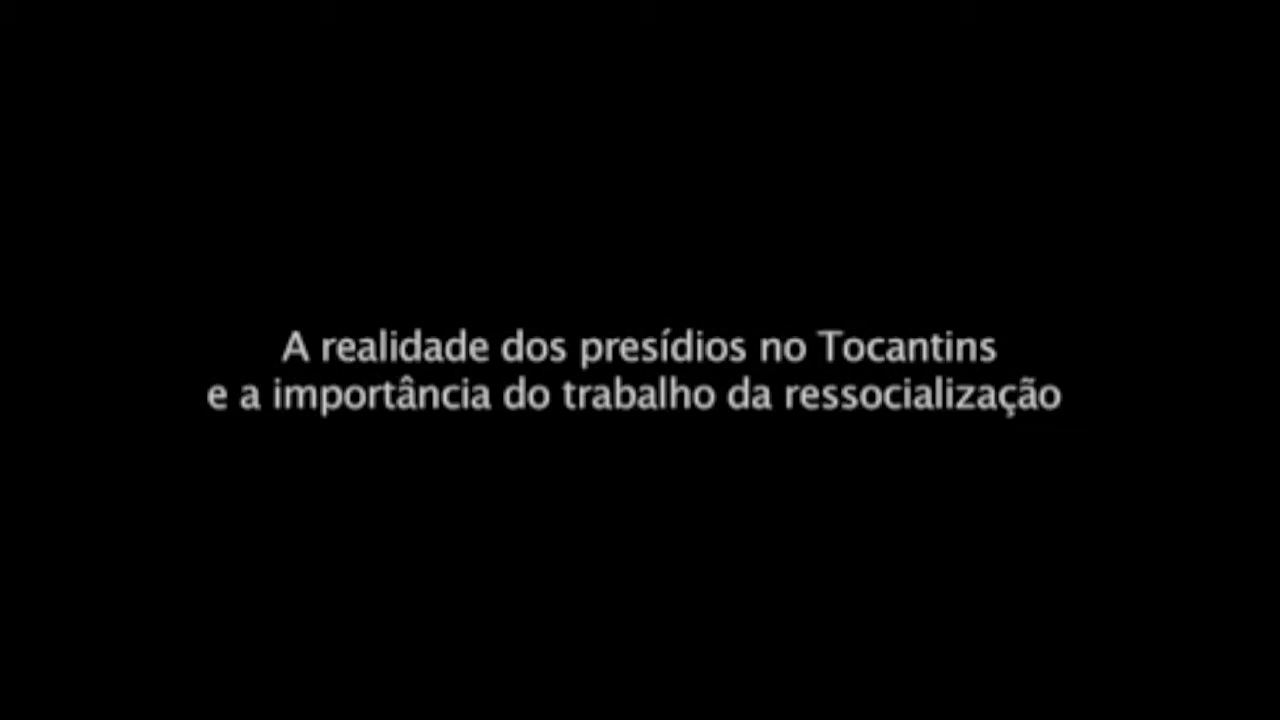 A realidade dos presídios no Tocantins
e a importância do trabalho da ressocialização